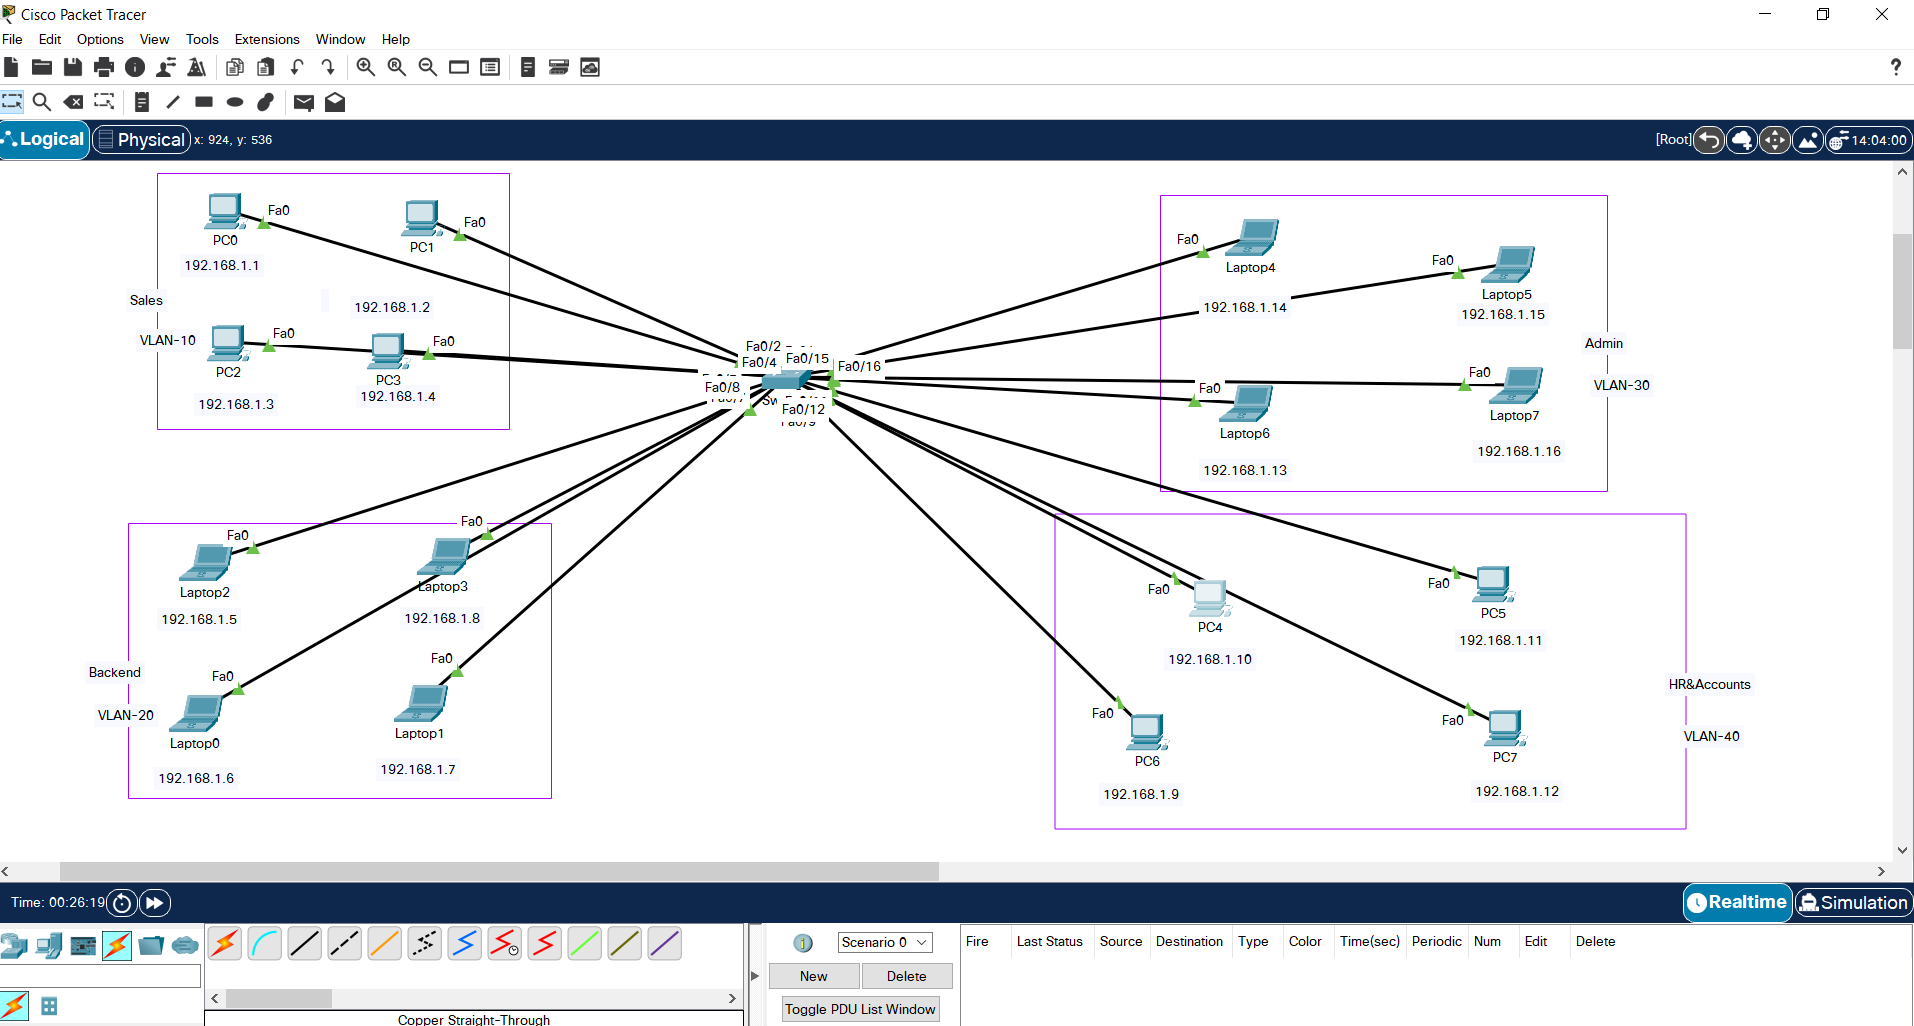 Cisco Packet Tracer
File Edit Options View Tools Extensions Window Help
?
Logical Physical x: 924, y: 536 [Root] 14:04:00
PC0 Fa0
192.168.1.1
PC1 Fa0
192.168.1.2
Sales
VLAN-10
PC2 Fa0
192.168.1.3
PC3 Fa0
192.168.1.4
Fa0/2
Fa0/4 Fa0/15
Fa0/16
Fa0/8
Fa0/12
Fa0/9
Fa0 Laptop4
192.168.1.14
Fa0 Laptop5
192.168.1.15
Admin
VLAN-30
Fa0 Laptop6
192.168.1.13
Fa0 Laptop7
192.168.1.16
Fa0 Laptop2
192.168.1.5
Fa0 Laptop3
192.168.1.8
Backend
VLAN-20
Fa0 Laptop0
192.168.1.6
Fa0 Laptop1
192.168.1.7
Fa0 PC4
192.168.1.10
Fa0 PC5
192.168.1.11
HR&Accounts
VLAN-40
Fa0 PC6
192.168.1.9
Fa0 PC7
192.168.1.12
Time: 00:26:19 Realtime Simulation
Scenario 0
New Delete
Toggle PDU List Window
Fire Last Status Source Destination Type Color Time(sec) Periodic Num Edit Delete
Copper Straight-Through